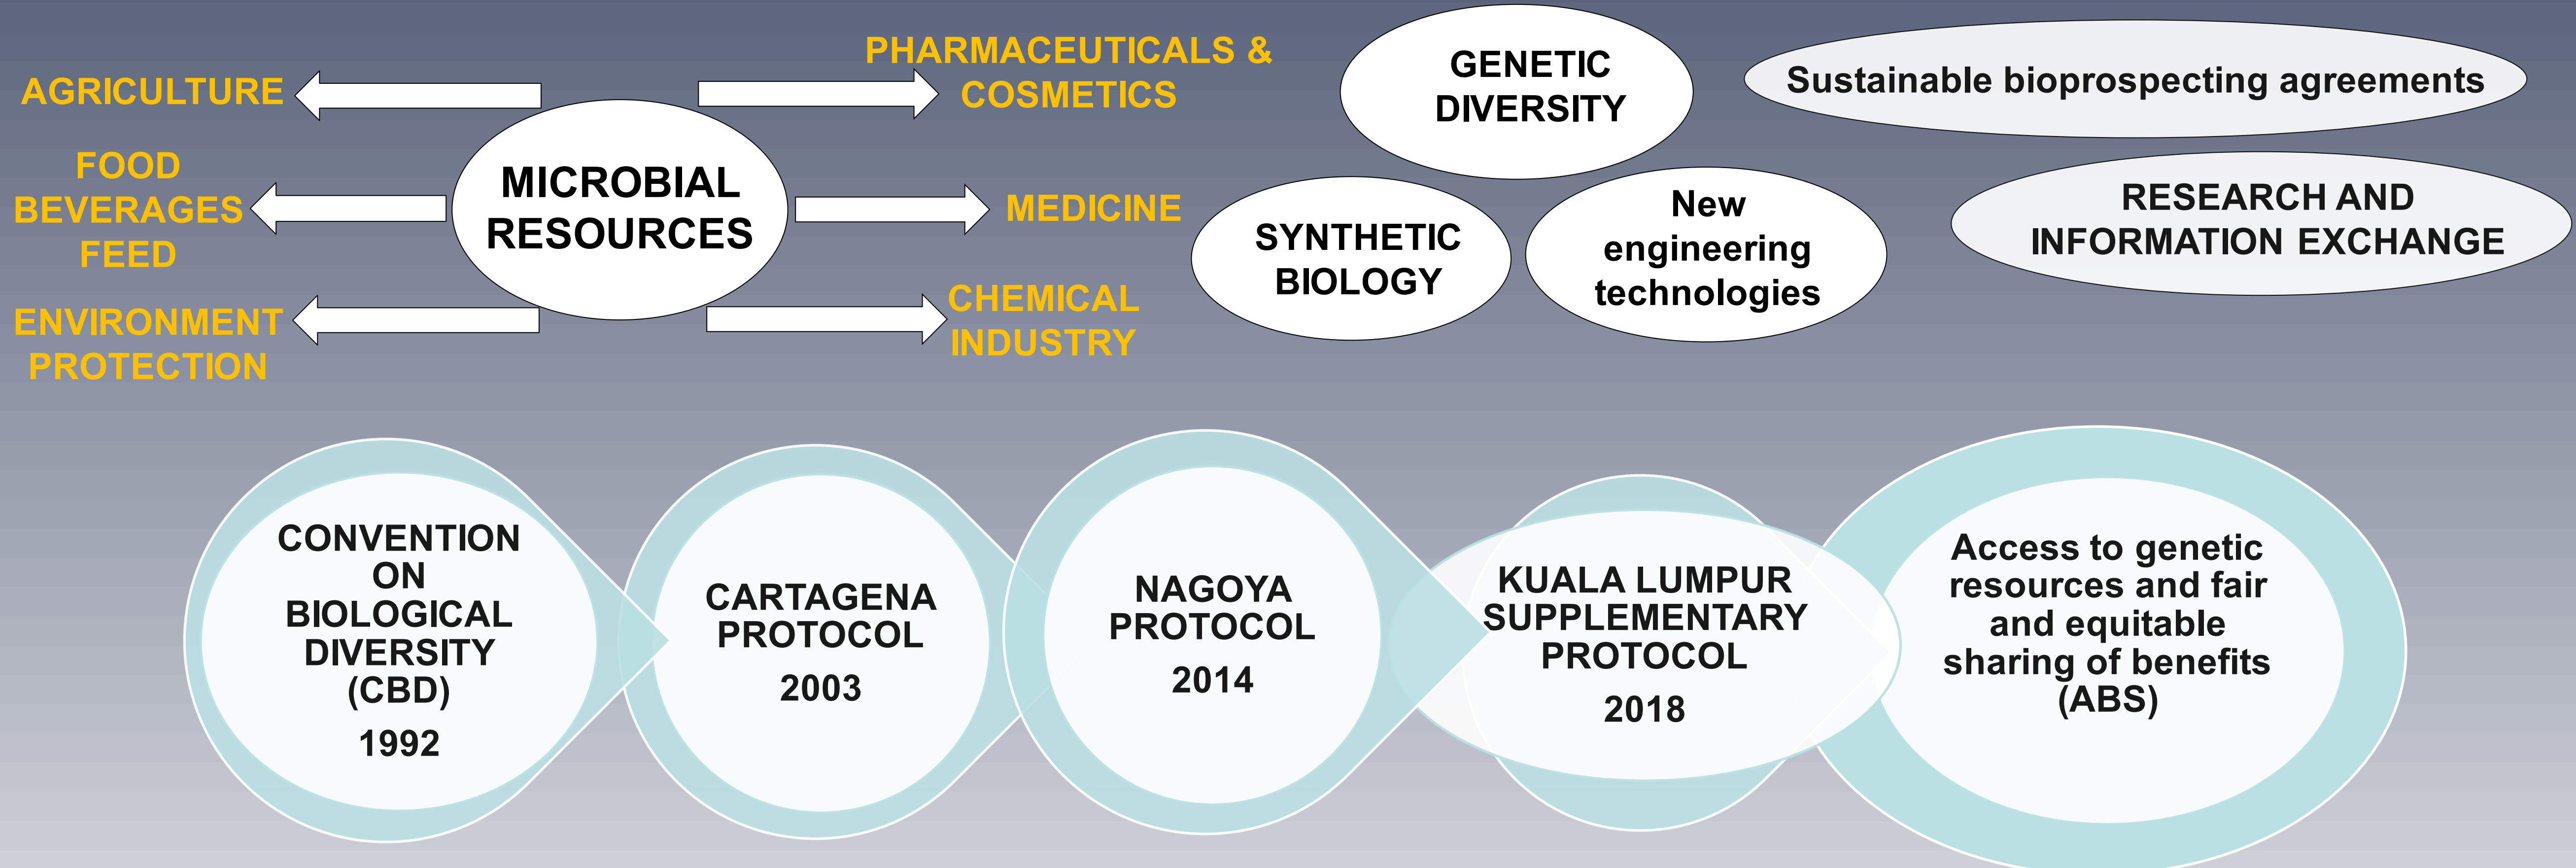 AGRICULTURE
FOOD
BEVERAGES
FEED
ENVIRONMENT
PROTECTION
MICROBIAL
RESOURCES
PHARMACEUTICALS &
COSMETICS
MEDICINE
CHEMICAL
INDUSTRY
GENETIC
DIVERSITY
SYNTHETIC
BIOLOGY
New
engineering
technologies
Sustainable bioprospecting agreements
RESEARCH AND
INFORMATION EXCHANGE
CONVENTION
ON
BIOLOGICAL
DIVERSITY
(CBD)
1992
CARTAGENA
PROTOCOL
2003
NAGOYA
PROTOCOL
2014
KUALA LUMPUR
SUPPLEMENTARY
PROTOCOL
2018
Access to genetic
resources and fair
and equitable
sharing of benefits
(ABS)